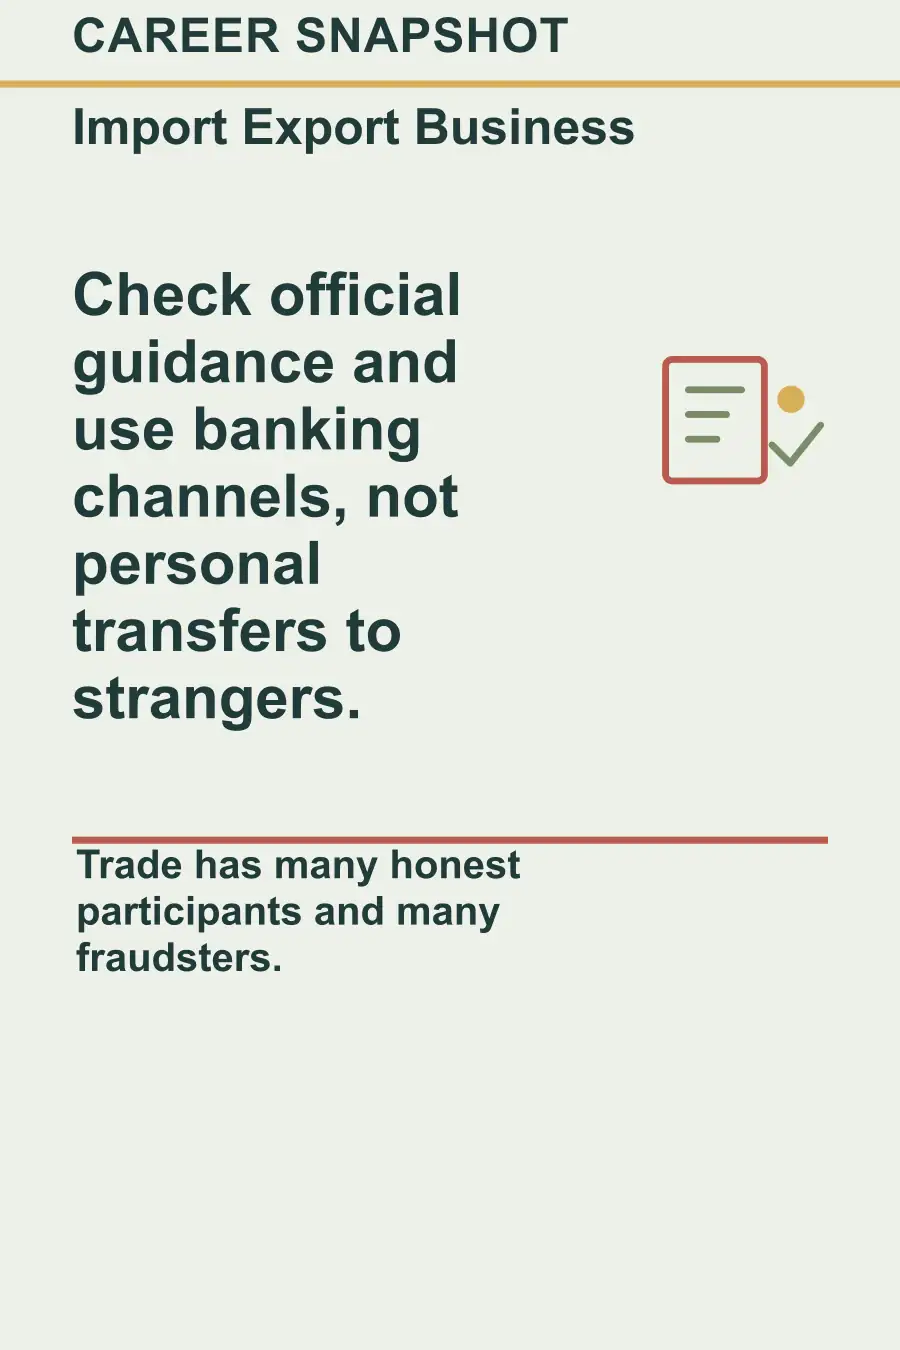 CAREER SNAPSHOT
Import Export Business
Check official
guidance and
use banking
channels, not
personal
transfers to
strangers.
Trade has many honest
participants and many
fraudsters.